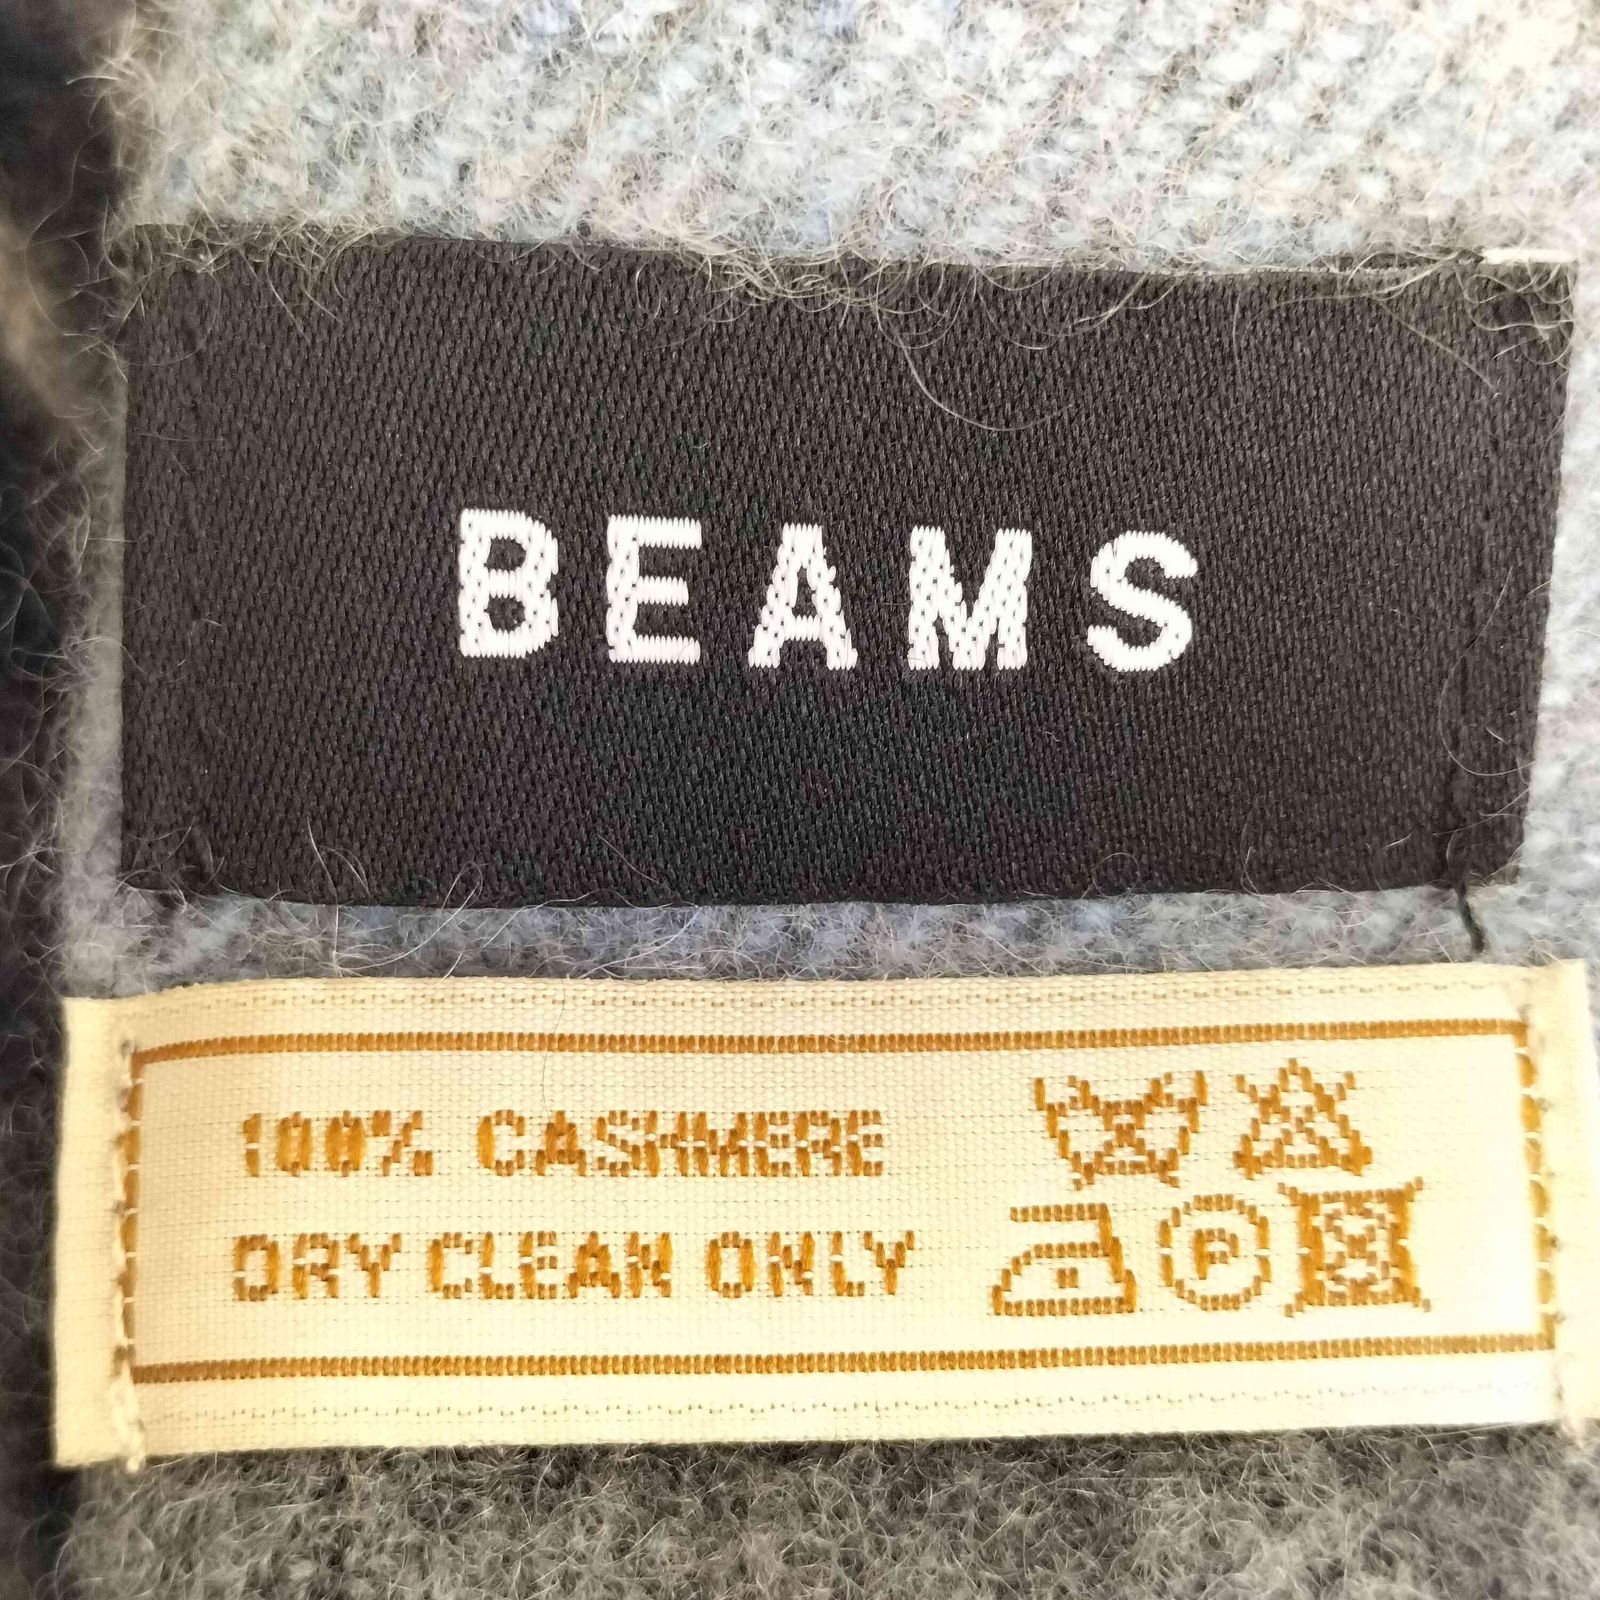 BEAMS
100% CASHMERE
DRY CLEAN ONLY
P